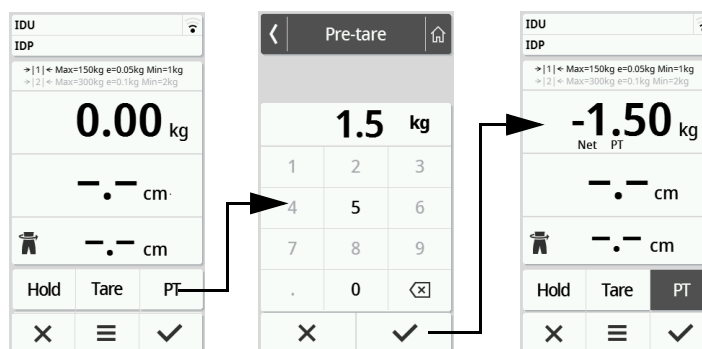 IDU
IDP
→|1|← Max=150kg e=0.05kg Min=1kg
→|2|← Max=300kg e=0.1kg Min=2kg
0.00 kg
-.- cm
-.- cm
Hold Tare PT
Pre-tare
1.5 kg
1 2 3
4 5 6
7 8 9
. 0
IDU
IDP
→|1|← Max=150kg e=0.05kg Min=1kg
→|2|← Max=300kg e=0.1kg Min=2kg
-1.50 kg
Net PT
-.- cm
-.- cm
Hold Tare PT